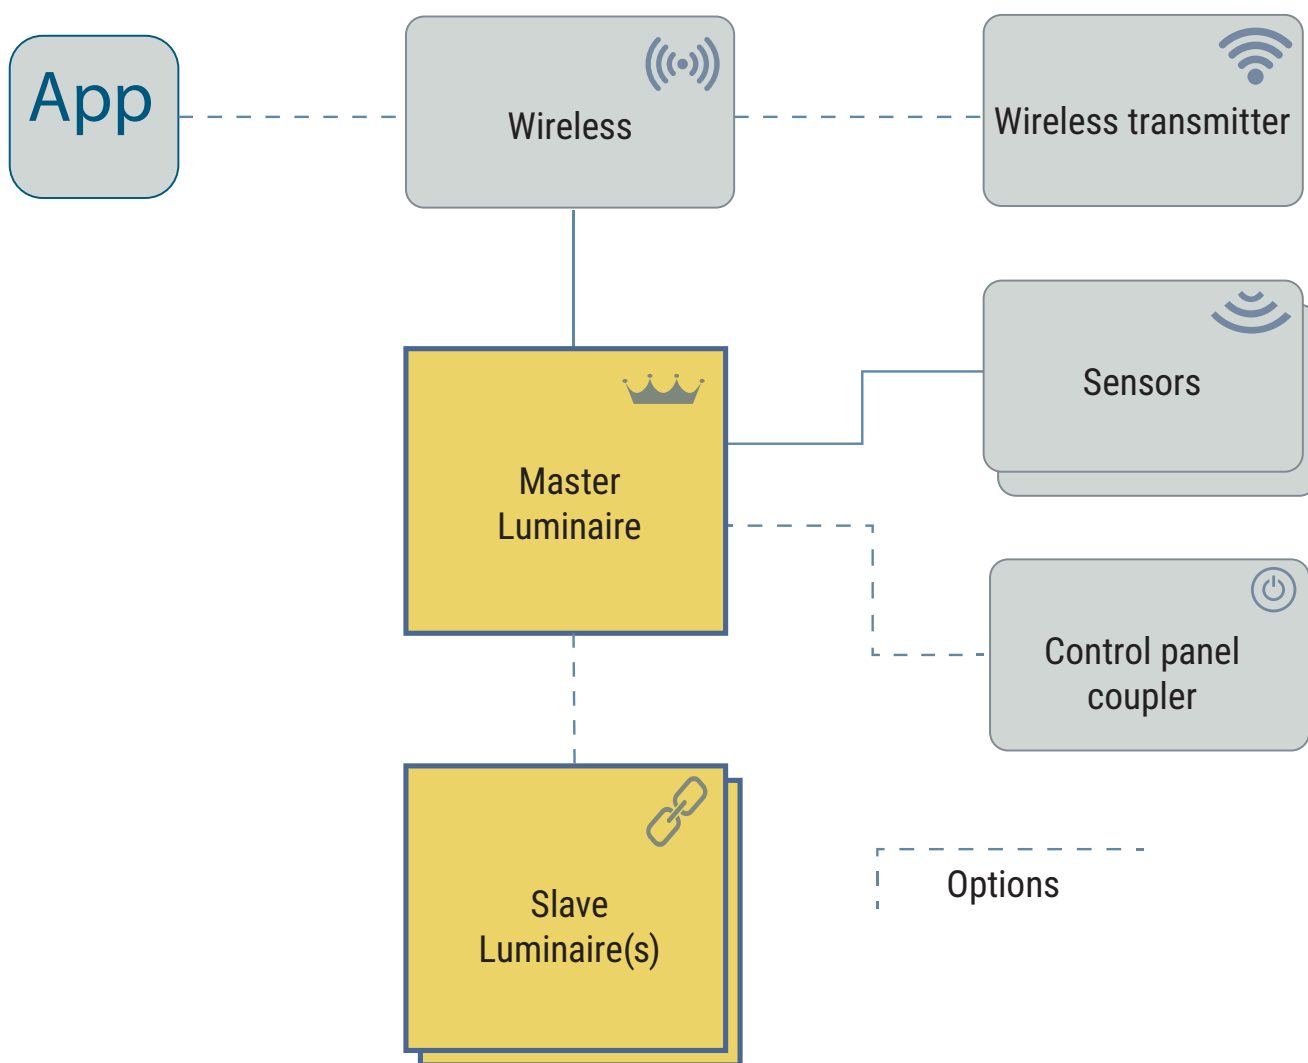 App
Wireless
Wireless transmitter
Sensors
Master
Luminaire
Control panel
coupler
Options
Slave
Luminaire(s)